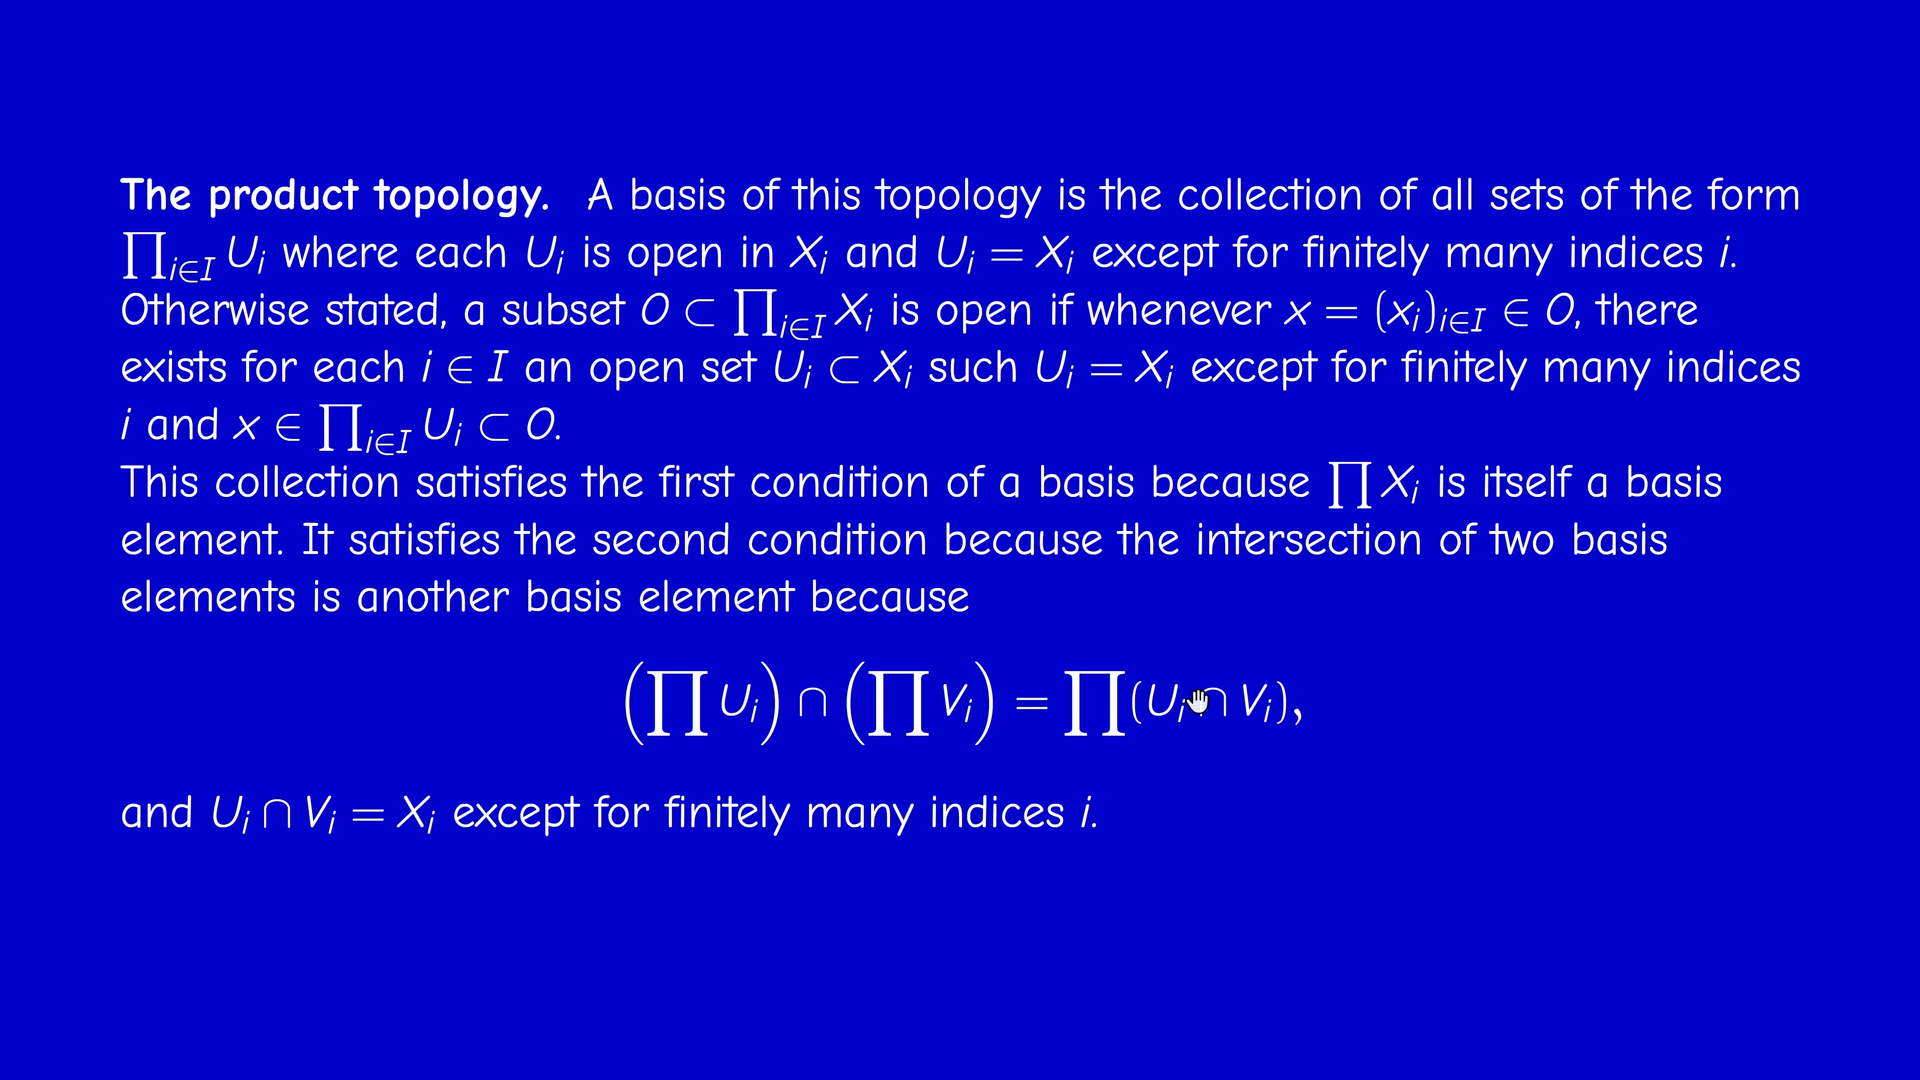 The product topology. A basis of this topology is the collection of all sets of the form
∏_{i∈I} U_i where each U_i is open in X_i and U_i = X_i except for finitely many indices i.
Otherwise stated, a subset O ⊂ ∏_{i∈I} X_i is open if whenever x = (x_i)_{i∈I} ∈ O, there
exists for each i ∈ I an open set U_i ⊂ X_i such U_i = X_i except for finitely many indices
i and x ∈ ∏_{i∈I} U_i ⊂ O.
This collection satisfies the first condition of a basis because ∏ X_i is itself a basis
element. It satisfies the second condition because the intersection of two basis
elements is another basis element because
(∏ U_i) ∩ (∏ V_i) = ∏(U_i ∩ V_i),
and U_i ∩ V_i = X_i except for finitely many indices i.